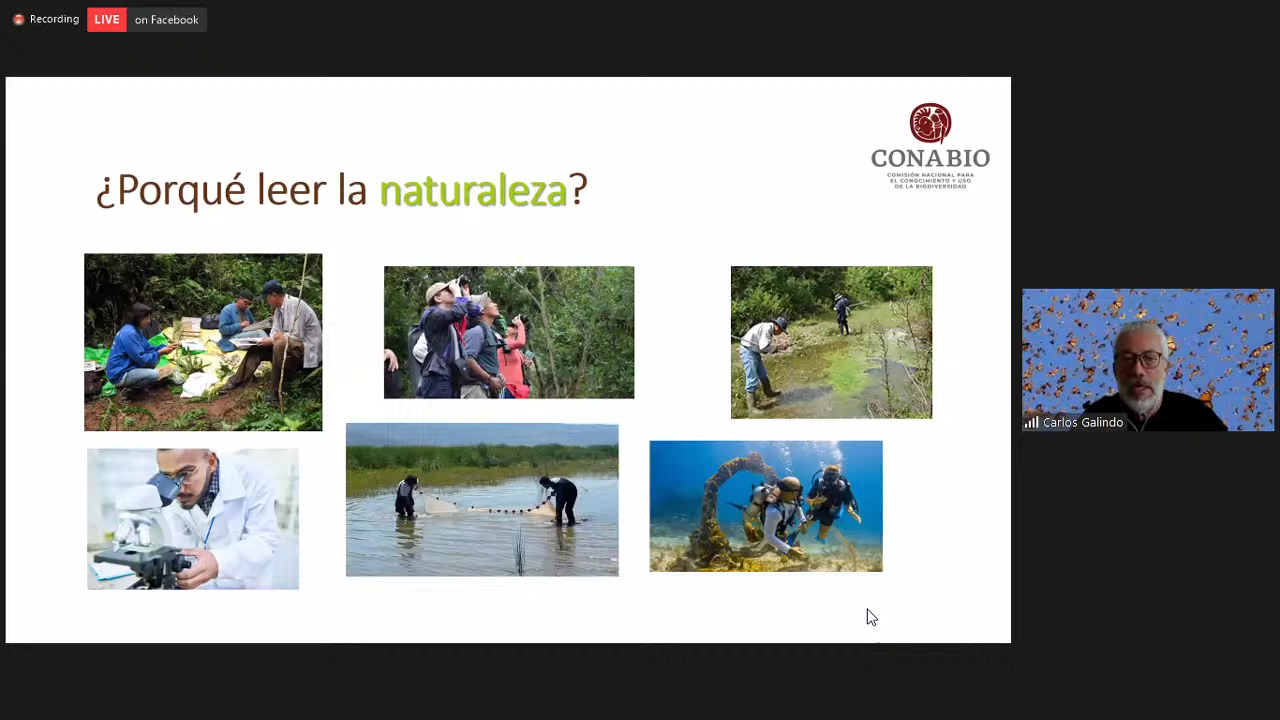 Recording
LIVE on Facebook
CONABIO
COMISIÓN NACIONAL PARA
EL CONOCIMIENTO Y USO
DE LA BIODIVERSIDAD
¿Porqué leer la naturaleza?
Carlos Galindo